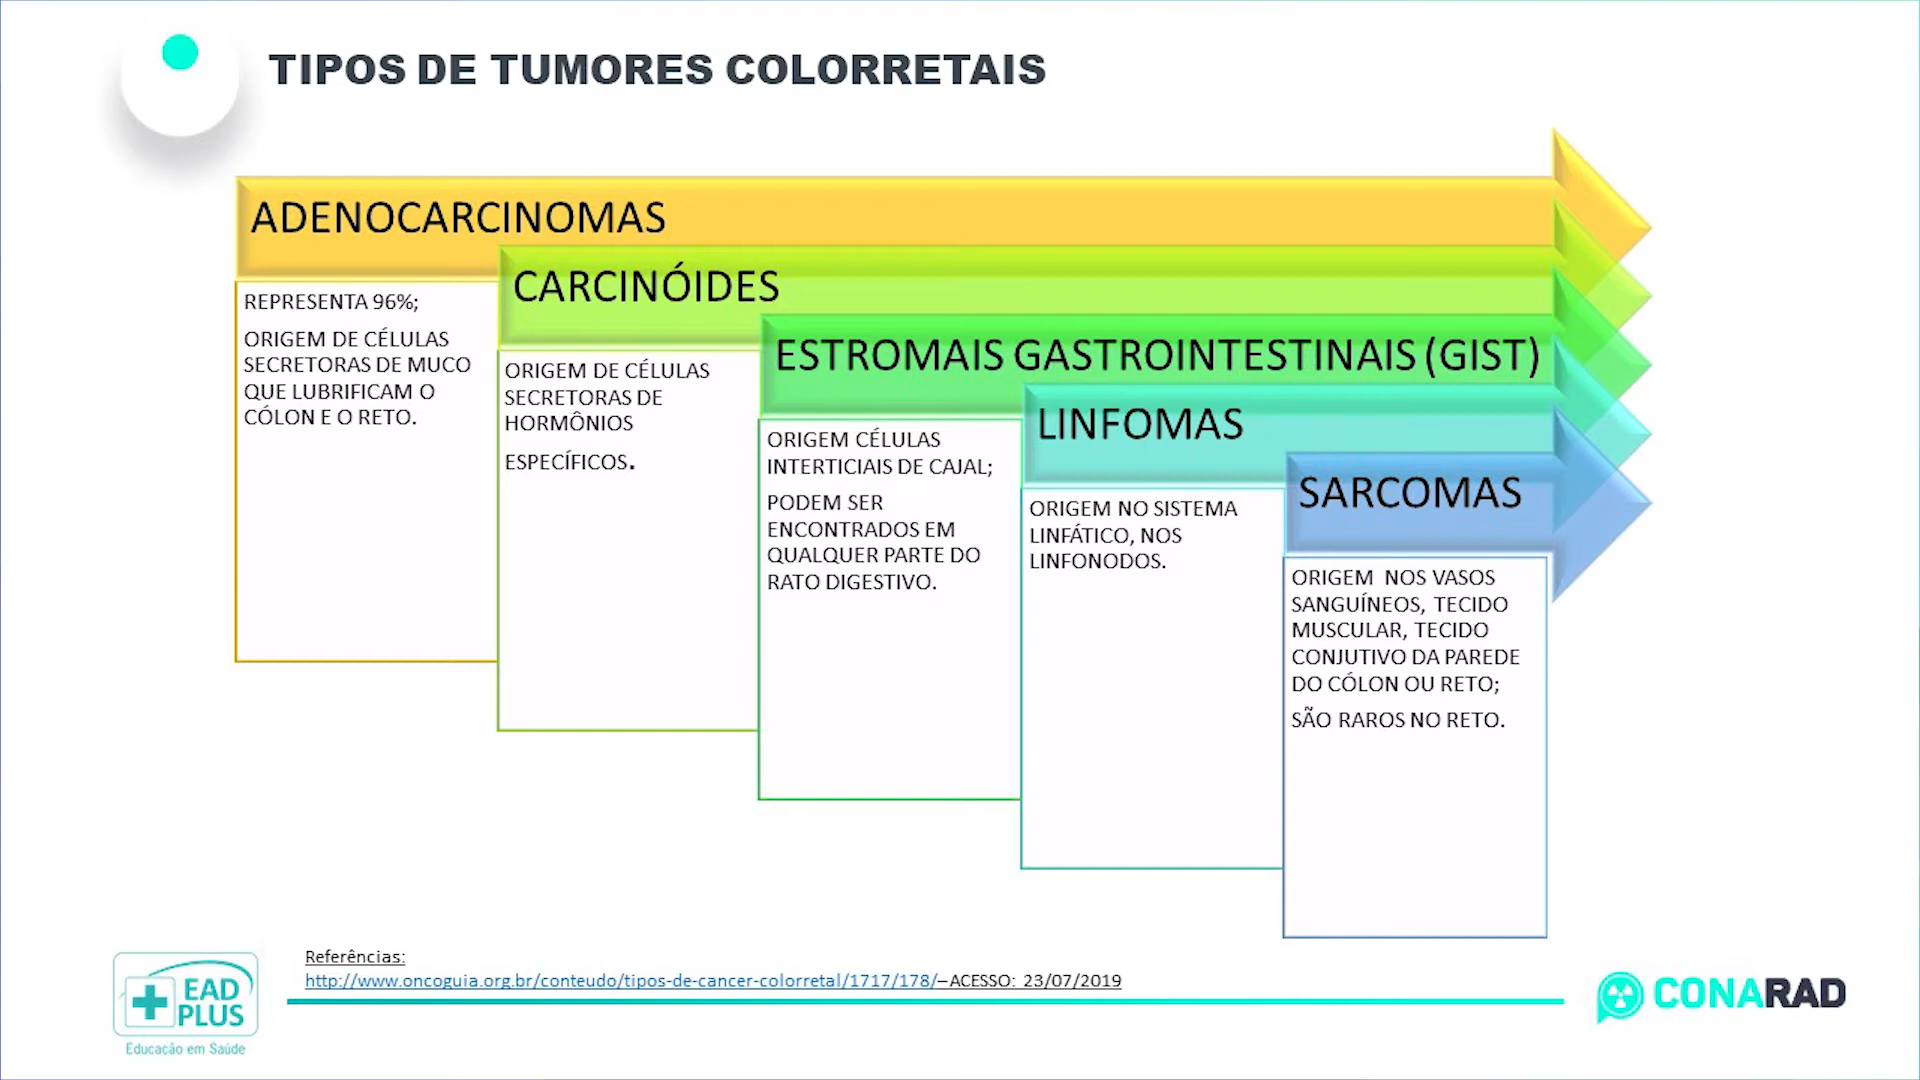 TIPOS DE TUMORES COLORRETAIS
ADENOCARCINOMAS
REPRESENTA 96%;
ORIGEM DE CÉLULAS
SECRETORAS DE MUCO
QUE LUBRIFICAM O
CÓLON E O RETO.
CARCINÓIDES
ORIGEM DE CÉLULAS
SECRETORAS DE
HORMÔNIOS
ESPECÍFICOS.
ESTROMAIS GASTROINTESTINAIS (GIST)
ORIGEM CÉLULAS
INTERTICIAIS DE CAJAL;
PODEM SER
ENCONTRADOS EM
QUALQUER PARTE DO
RATO DIGESTIVO.
LINFOMAS
ORIGEM NO SISTEMA
LINFÁTICO, NOS
LINFONODOS.
SARCOMAS
ORIGEM NOS VASOS
SANGUÍNEOS, TECIDO
MUSCULAR, TECIDO
CONJUTIVO DA PAREDE
DO CÓLON OU RETO;
SÃO RAROS NO RETO.
Referências:
http://www.oncoguia.org.br/conteudo/tipos-de-cancer-colorretal/1717/178/–ACESSO: 23/07/2019
EAD
PLUS
Educação em Saúde
CONARAD